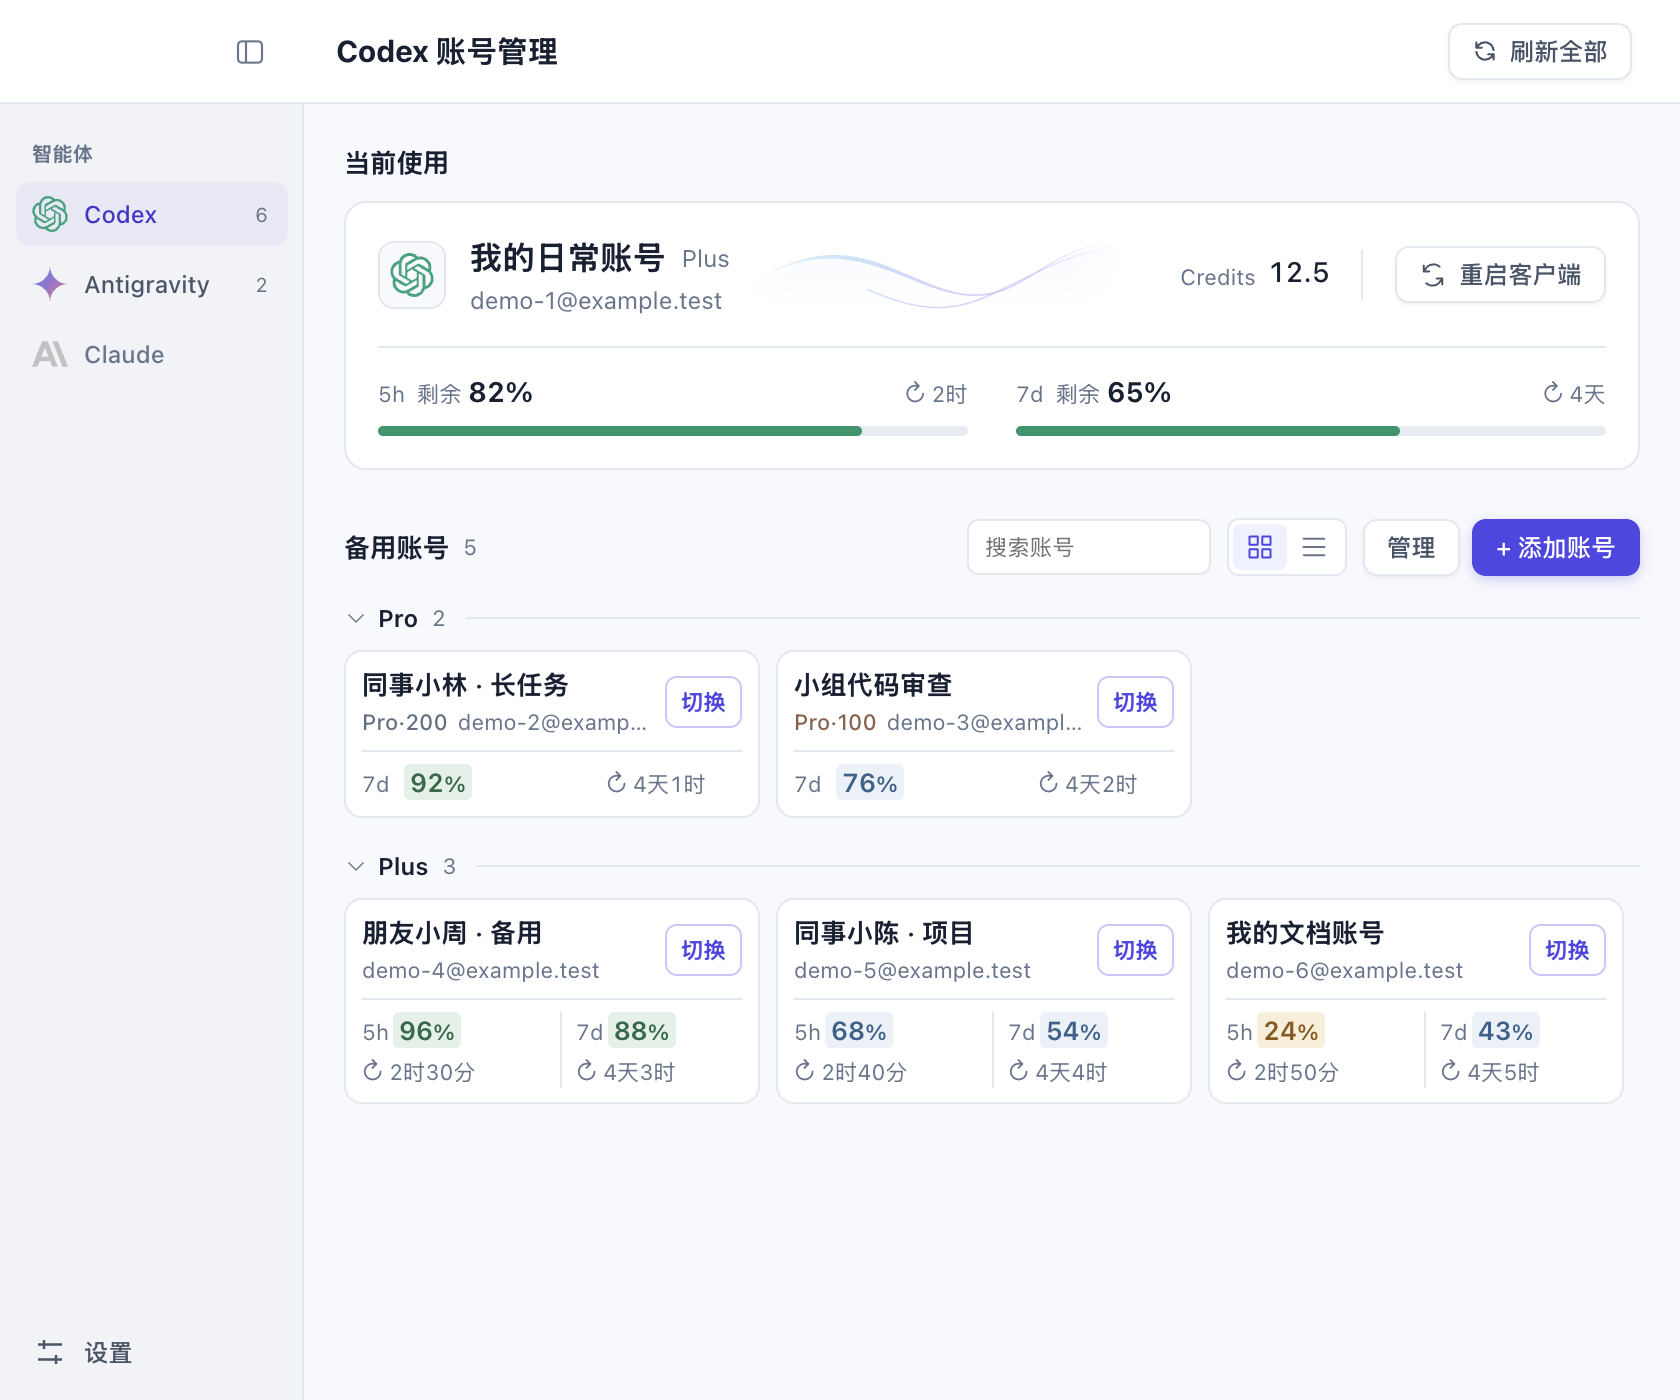 Codex 账号管理
刷新全部
智能体
Codex 6
Antigravity 2
Claude
设置
当前使用
我的日常账号 Plus
demo-1@example.test
Credits 12.5
重启客户端
5h 剩余 82% 2时
7d 剩余 65% 4天
备用账号 5
搜索账号
管理
+ 添加账号
Pro 2
同事小林 · 长任务
Pro·200 demo-2@examp...
切换
7d 92% 4天1时
小组代码审查
Pro·100 demo-3@exampl...
切换
7d 76% 4天2时
Plus 3
朋友小周 · 备用
demo-4@example.test
切换
5h 96% 7d 88%
2时30分 4天3时
同事小陈 · 项目
demo-5@example.test
切换
5h 68% 7d 54%
2时40分 4天4时
我的文档账号
demo-6@example.test
切换
5h 24% 7d 43%
2时50分 4天5时